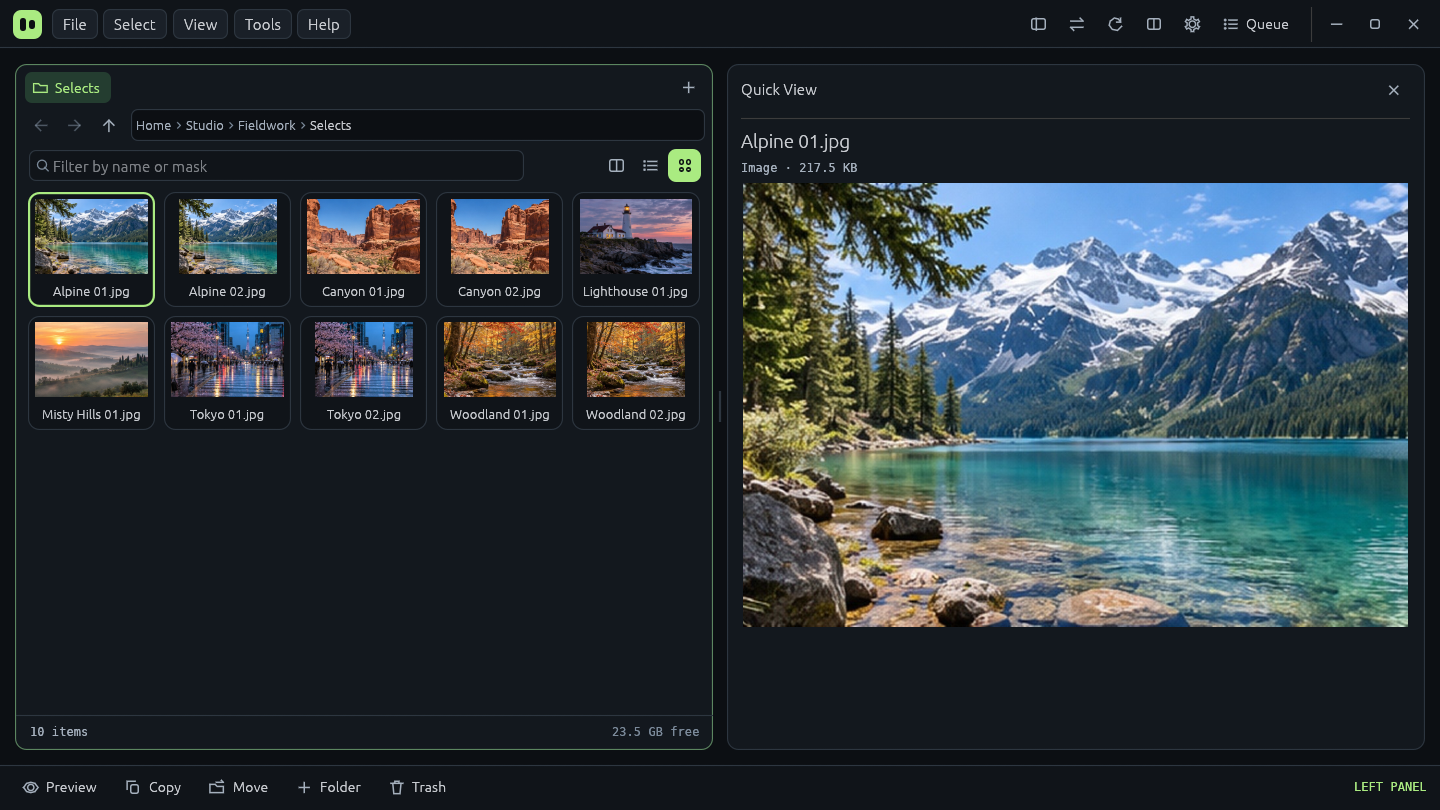 File Select View Tools Help Queue
Selects
Home › Studio › Fieldwork › Selects
Filter by name or mask
Alpine 01.jpg Alpine 02.jpg Canyon 01.jpg Canyon 02.jpg Lighthouse 01.jpg
Misty Hills 01.jpg Tokyo 01.jpg Tokyo 02.jpg Woodland 01.jpg Woodland 02.jpg
10 items 23.5 GB free
Quick View
Alpine 01.jpg
Image · 217.5 KB
Preview Copy Move Folder Trash LEFT PANEL